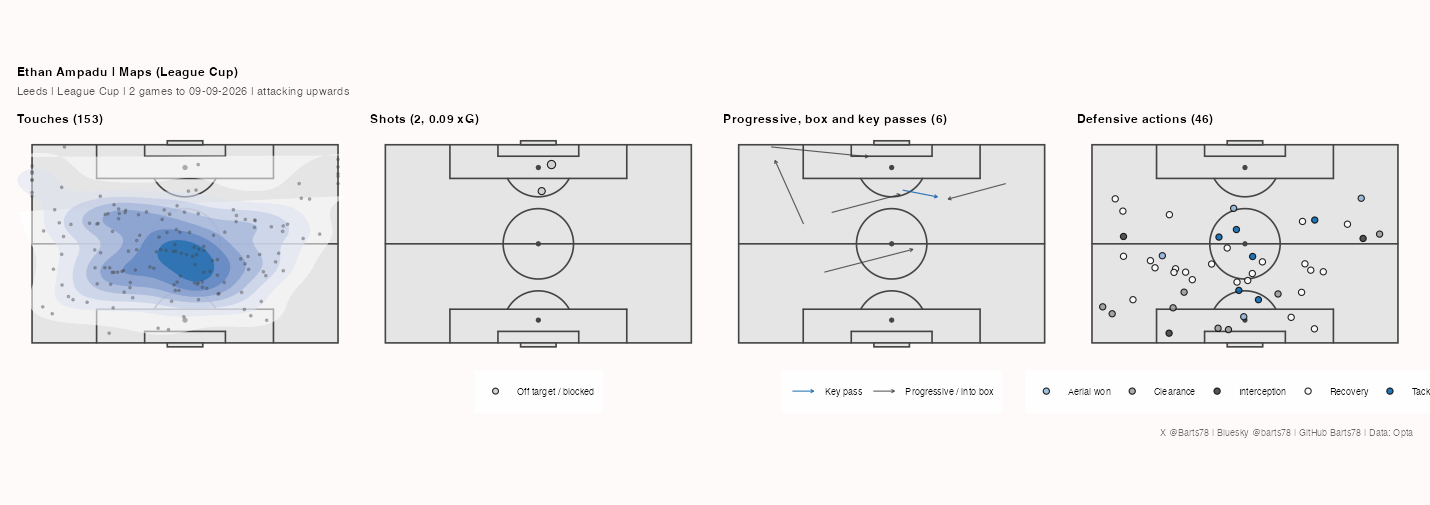 Ethan Ampadu | Maps (League Cup)
Leeds | League Cup | 2 games to 09-09-2026 | attacking upwards
Touches (153)
Shots (2, 0.09 xG)
Progressive, box and key passes (6)
Defensive actions (46)
Off target / blocked
Key pass
Progressive / into box
Aerial won
Clearance
Interception
Recovery
Tack
X @Barts78 | Bluesky @barts78 | GitHub Barts78 | Data: Opta